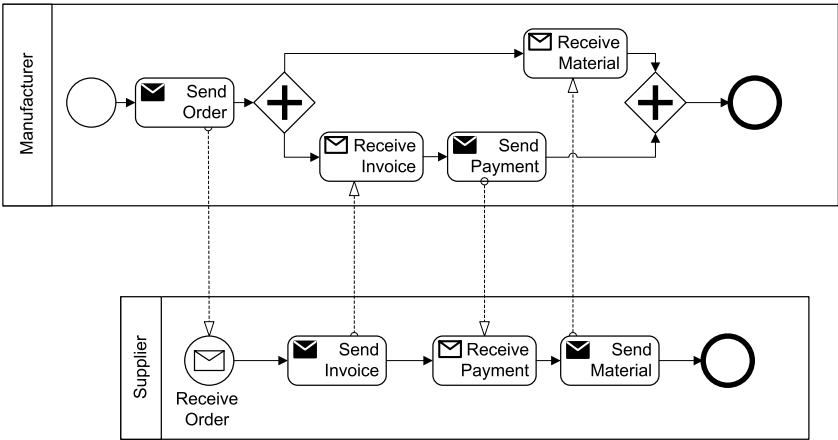 Manufacturer
Send
Order
Receive
Invoice
Send
Payment
Receive
Material
Supplier
Receive
Order
Send
Invoice
Receive
Payment
Send
Material